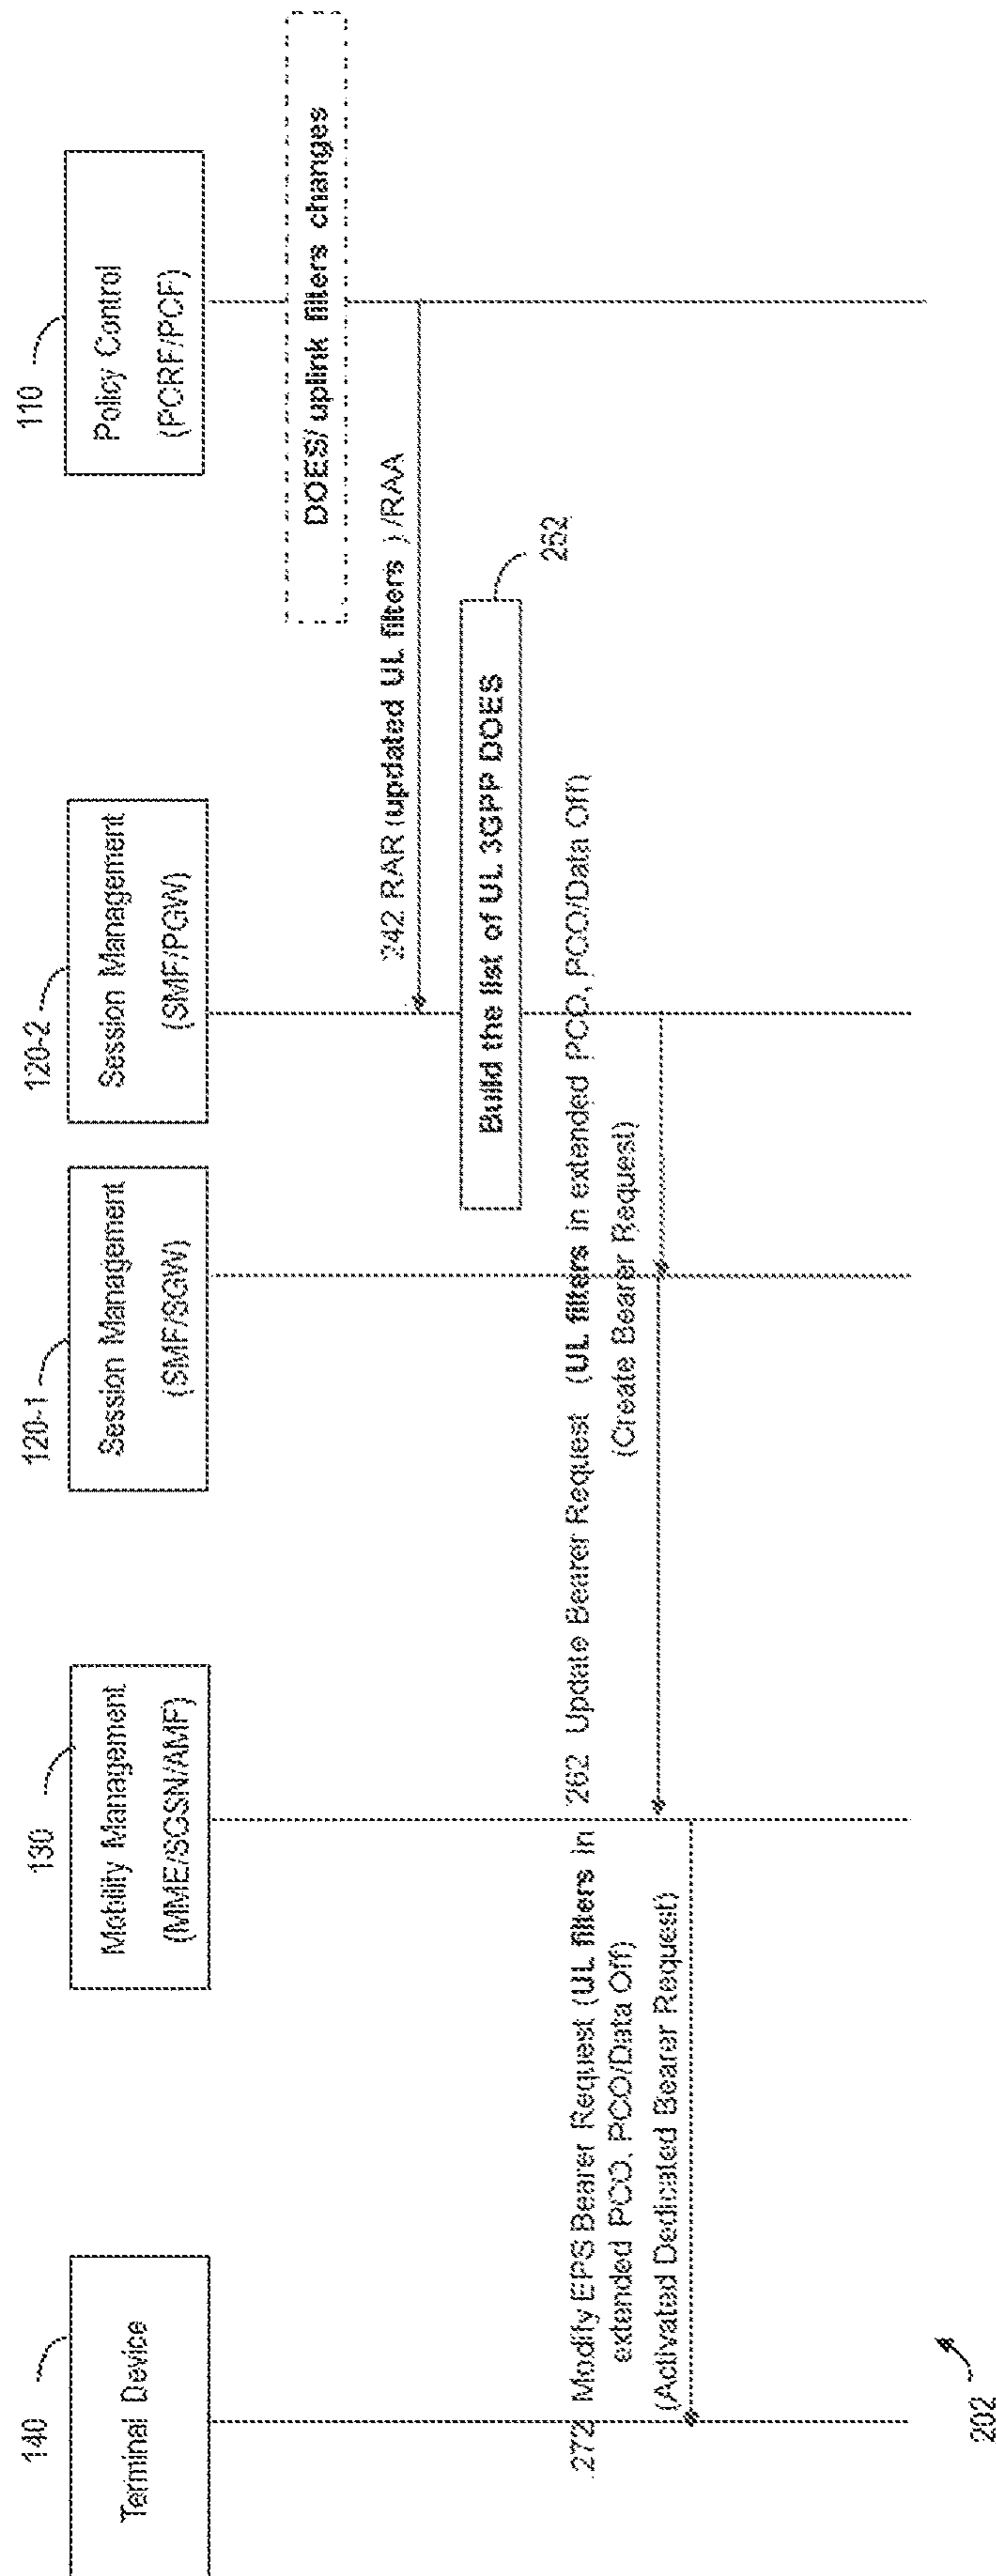 140
Terminal Device
130
Mobility Management
(MME/SGSN/AMF)
120-1
Session Management
(SMF/SGW)
120-2
Session Management
(SMF/PGW)
110
Policy Control
(PCRF/PCF)
DOES/ uplink filters changes
242 RAR (updated UL filters ) /RAA
Build the list of UL 3GPP DOES
252
262 Update Bearer Request (UL filters in extended PCO, PCO/Data Off)
(Create Bearer Request)
272 Modify EPS Bearer Request (UL filters in
extended PCO, PCO/Data Off)
(Activated Dedicated Bearer Request)
202